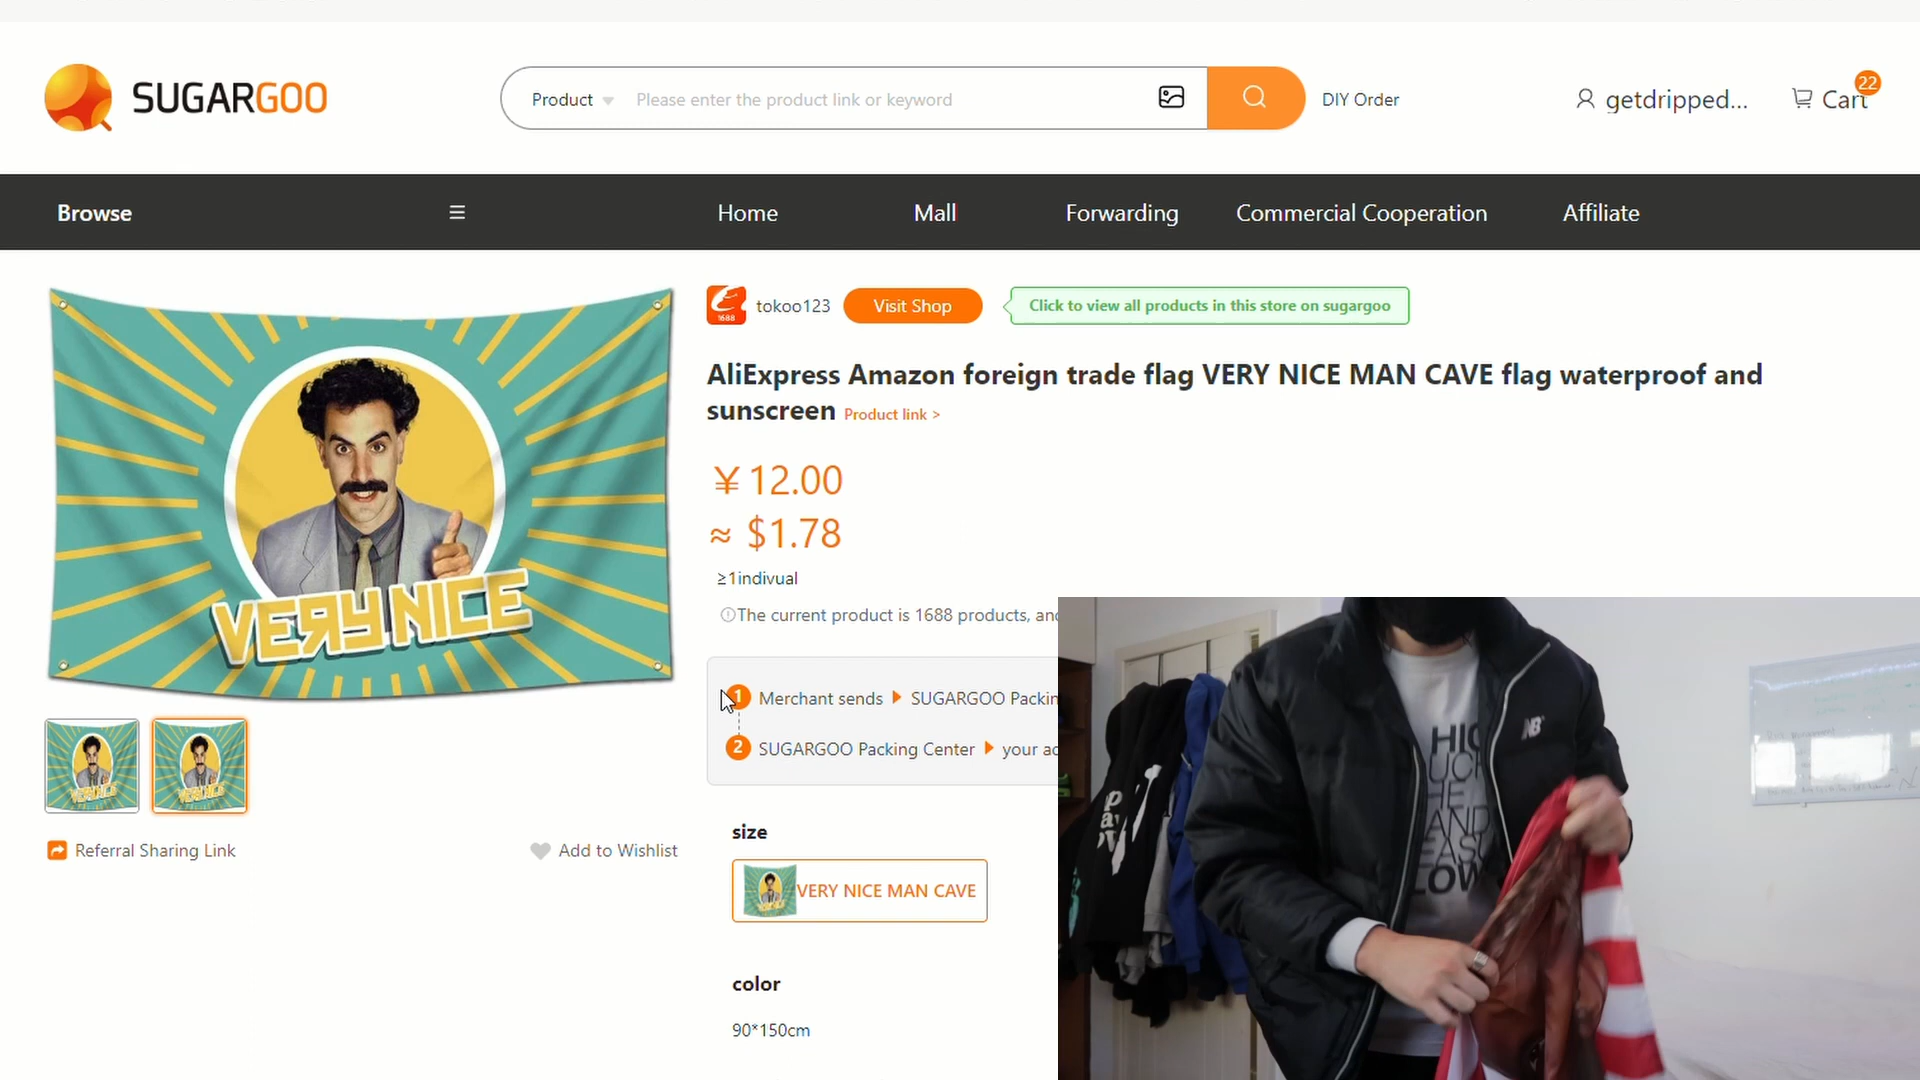 SUGARGOO
Product
Please enter the product link or keyword
DIY Order
getdripped...
Cart
22
Browse
Home
Mall
Forwarding
Commercial Cooperation
Affiliate
VERY NICE
1688
tokoo123
Visit Shop
Click to view all products in this store on sugargoo
AliExpress Amazon foreign trade flag VERY NICE MAN CAVE flag waterproof and
sunscreen Product link >
￥12.00
≈ $1.78
≥1indivual
The current product is 1688 products, and
1 Merchant sends SUGARGOO Packin
2 SUGARGOO Packing Center your ad
Referral Sharing Link
Add to Wishlist
size
VERY NICE MAN CAVE
color
90*150cm
NB